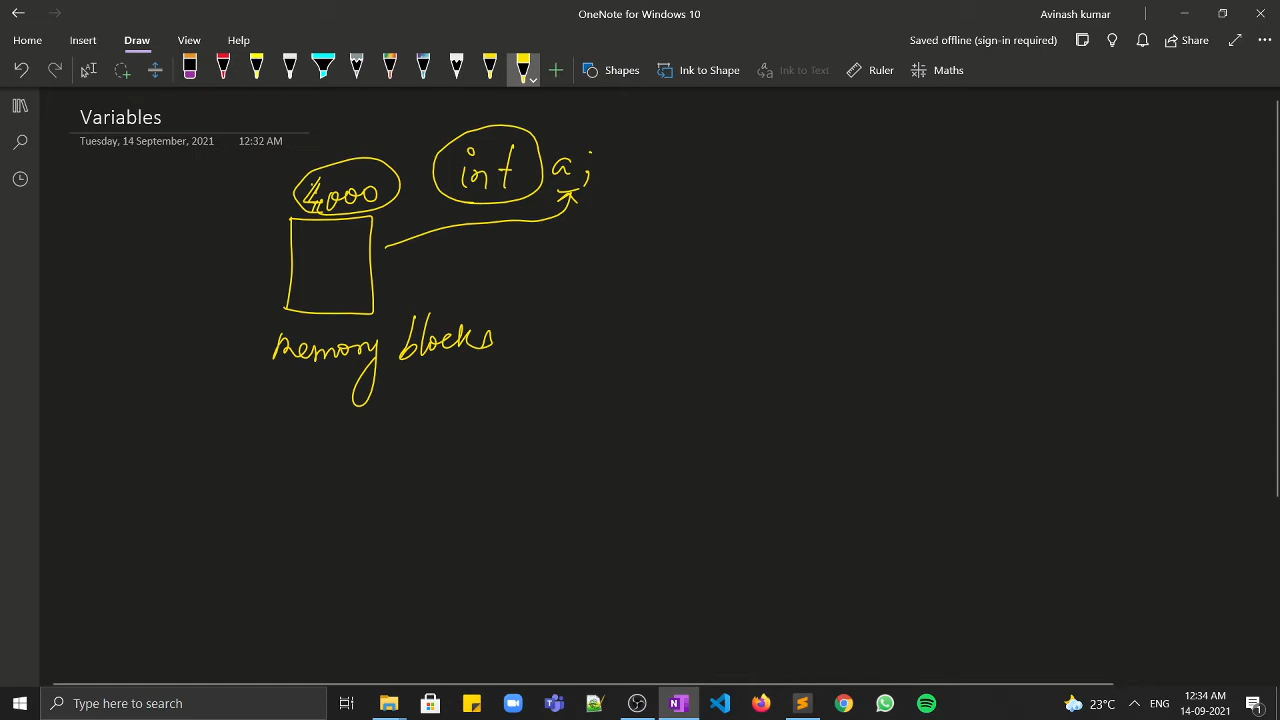 OneNote for Windows 10
Avinash kumar
Home Insert Draw View Help
Saved offline (sign-in required)
Share
Shapes
Ink to Shape
Ink to Text
Ruler
Maths
Variables
Tuesday, 14 September, 2021 12:32 AM
4000
int a;
memory blocks
Type here to search
23°C
ENG
12:34 AM
14-09-2021
1